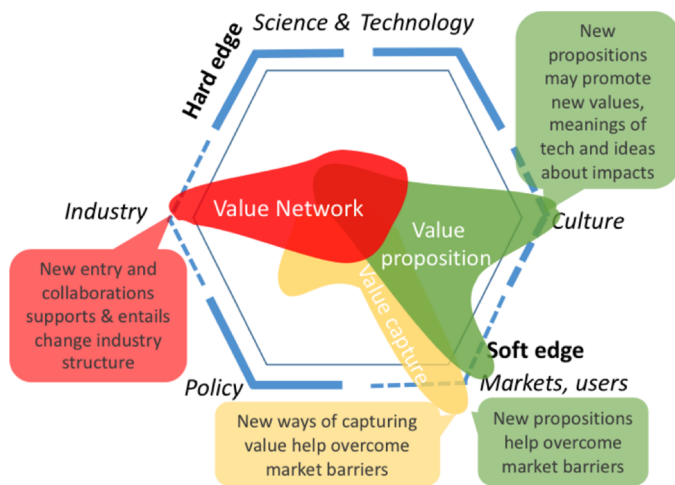 Science & Technology
Hard edge
New
propositions
may promote
new values,
meanings of
tech and ideas
about impacts
Industry
Value Network
Value
proposition
Culture
New entry and
collaborations
supports & entails
change industry
structure
Value capture
Soft edge
Policy
Markets, users
New ways of capturing
value help overcome
market barriers
New propositions
help overcome
market barriers